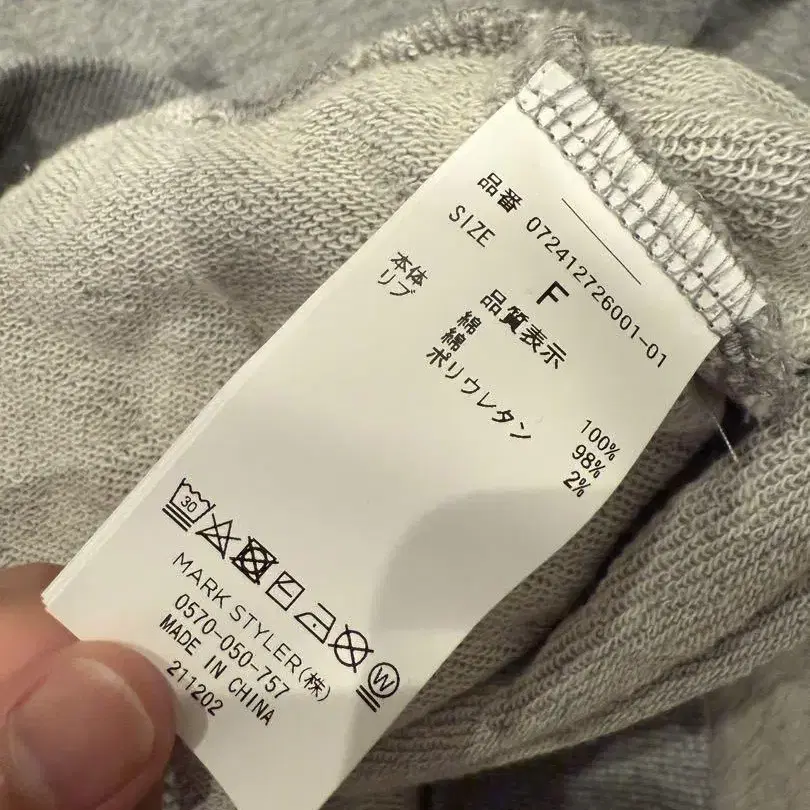 品番 072412726001-01
SIZE F
品質表示
本体 綿 100%
リブ 綿 98%
ポリウレタン 2%
30
W
MARK STYLER(株)
0570-050-757
MADE IN CHINA
211202